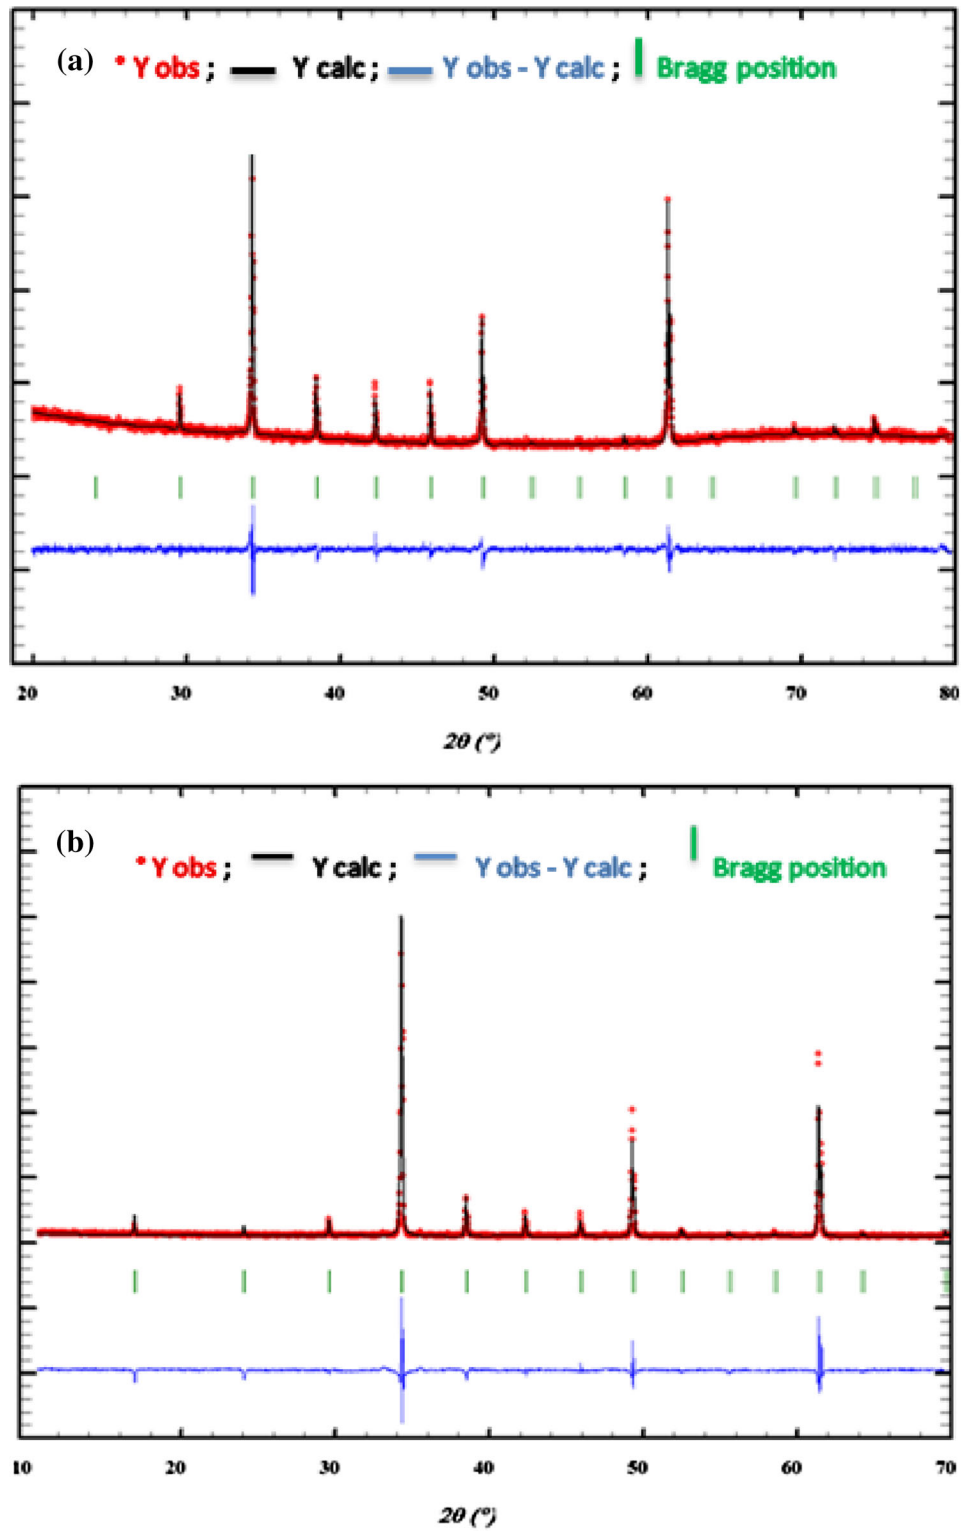 (a) • Y obs ; — Y calc ; — Y obs - Y calc ; | Bragg position
20 30 40 50 60 70 80
2θ (°)
(b) • Y obs ; — Y calc ; — Y obs - Y calc ; | Bragg position
10 20 30 40 50 60 70
2θ (°)